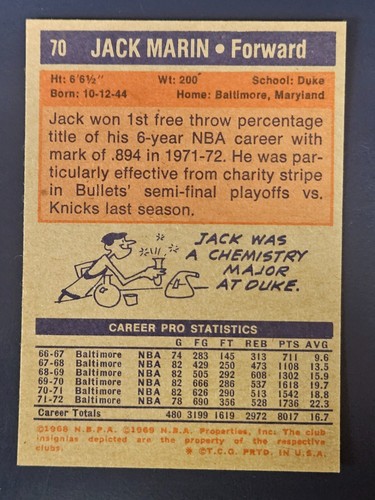 70 JACK MARIN • Forward
Ht: 6'6½" Wt: 200' School: Duke
Born: 10-12-44 Home: Baltimore, Maryland
Jack won 1st free throw percentage
title of his 6-year NBA career with
mark of .894 in 1971-72. He was par-
ticularly effective from charity stripe
in Bullets' semi-final playoffs vs.
Knicks last season.
JACK WAS
A CHEMISTRY
MAJOR
AT DUKE.
CAREER PRO STATISTICS
G FG FT REB PTS AVG
66-67 Baltimore NBA 74 283 145 313 711 9.6
67-68 Baltimore NBA 82 429 250 473 1108 13.5
68-69 Baltimore NBA 82 505 292 608 1302 15.9
69-70 Baltimore NBA 82 666 286 537 1618 19.7
70-71 Baltimore NBA 82 626 290 513 1542 18.8
71-72 Baltimore NBA 78 690 356 528 1736 22.3
Career Totals 480 3199 1619 2972 8017 16.7
©1968 N.B.P.A. ©1969 N.B.A. Properties, Inc. The club
insignias depicted are the property of the respective
clubs. * ©T.C.G. PRTD. IN U.S.A.